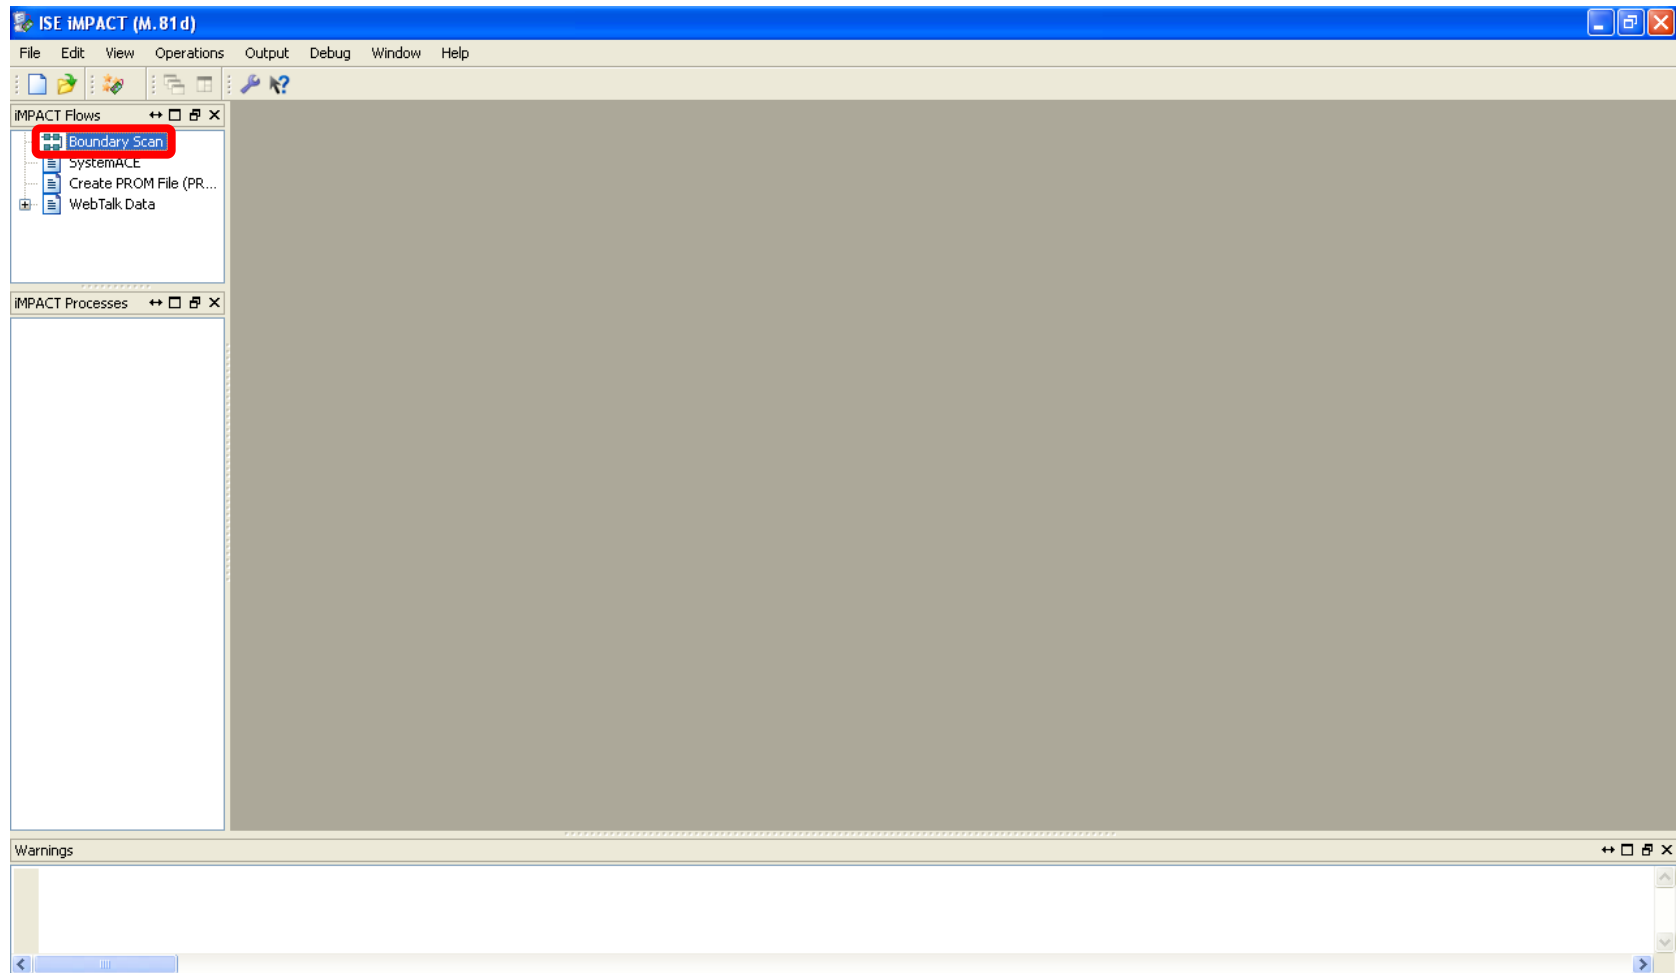 ISE iMPACT (M.81d)
File Edit View Operations Output Debug Window Help
iMPACT Flows
Boundary Scan
SystemACE
Create PROM File (PR...
WebTalk Data
iMPACT Processes
Warnings